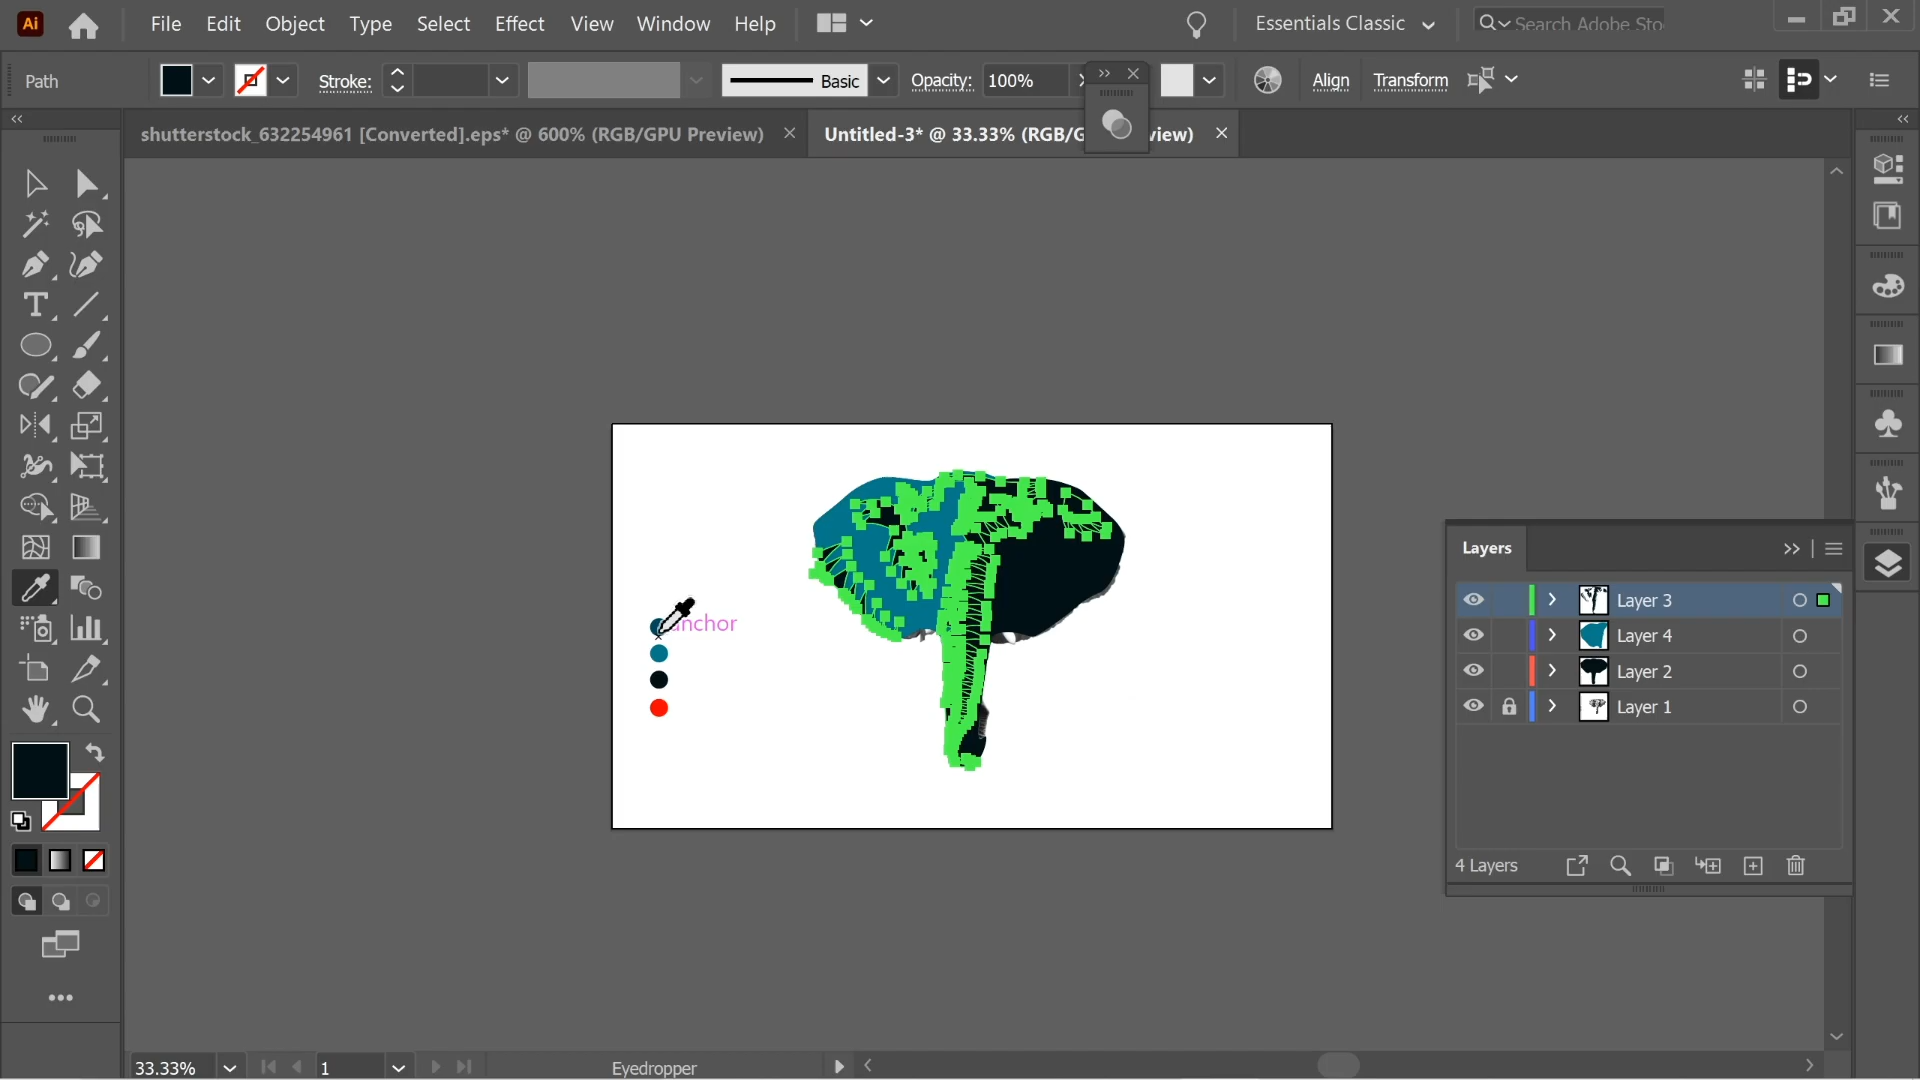 Ai File Edit Object Type Select Effect View Window Help Essentials Classic Search Adobe Sto
Path Stroke: Basic Opacity: 100% Align Transform
shutterstock_632254961 [Converted].eps* @ 600% (RGB/GPU Preview) Untitled-3* @ 33.33% (RGB/G view)
anchor
Layers
Layer 3
Layer 4
Layer 2
Layer 1
4 Layers
33.33% 1 Eyedropper